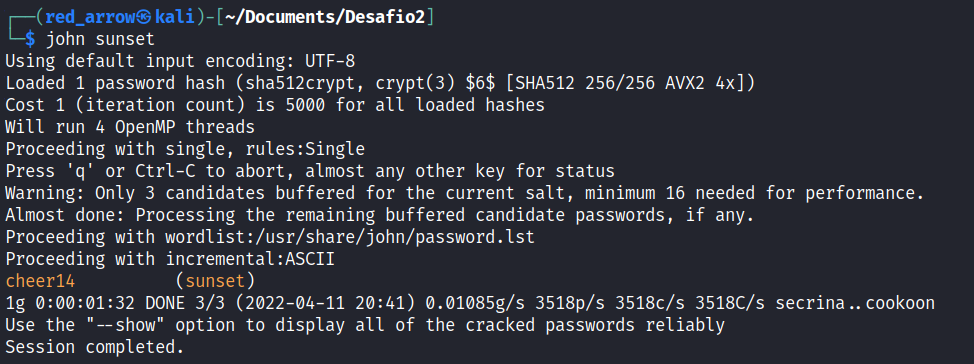 ┌──(red_arrow㉿kali)-[~/Documents/Desafio2]
└─$ john sunset
Using default input encoding: UTF-8
Loaded 1 password hash (sha512crypt, crypt(3) $6$ [SHA512 256/256 AVX2 4x])
Cost 1 (iteration count) is 5000 for all loaded hashes
Will run 4 OpenMP threads
Proceeding with single, rules:Single
Press 'q' or Ctrl-C to abort, almost any other key for status
Warning: Only 3 candidates buffered for the current salt, minimum 16 needed for performance.
Almost done: Processing the remaining buffered candidate passwords, if any.
Proceeding with wordlist:/usr/share/john/password.lst
Proceeding with incremental:ASCII
cheer14          (sunset)
1g 0:00:01:32 DONE 3/3 (2022-04-11 20:41) 0.01085g/s 3518p/s 3518c/s 3518C/s secrina..cookoon
Use the "--show" option to display all of the cracked passwords reliably
Session completed.